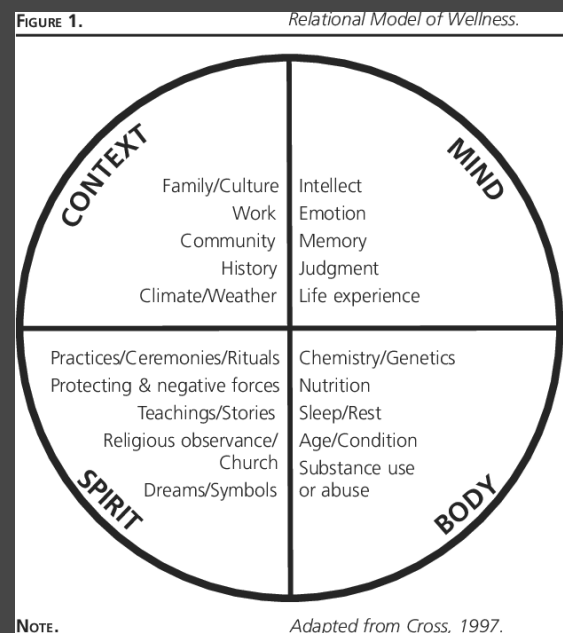 FIGURE 1. Relational Model of Wellness.
CONTEXT
Family/Culture
Work
Community
History
Climate/Weather
MIND
Intellect
Emotion
Memory
Judgment
Life experience
SPIRIT
Practices/Ceremonies/Rituals
Protecting & negative forces
Teachings/Stories
Religious observance/
Church
Dreams/Symbols
BODY
Chemistry/Genetics
Nutrition
Sleep/Rest
Age/Condition
Substance use
or abuse
NOTE. Adapted from Cross, 1997.